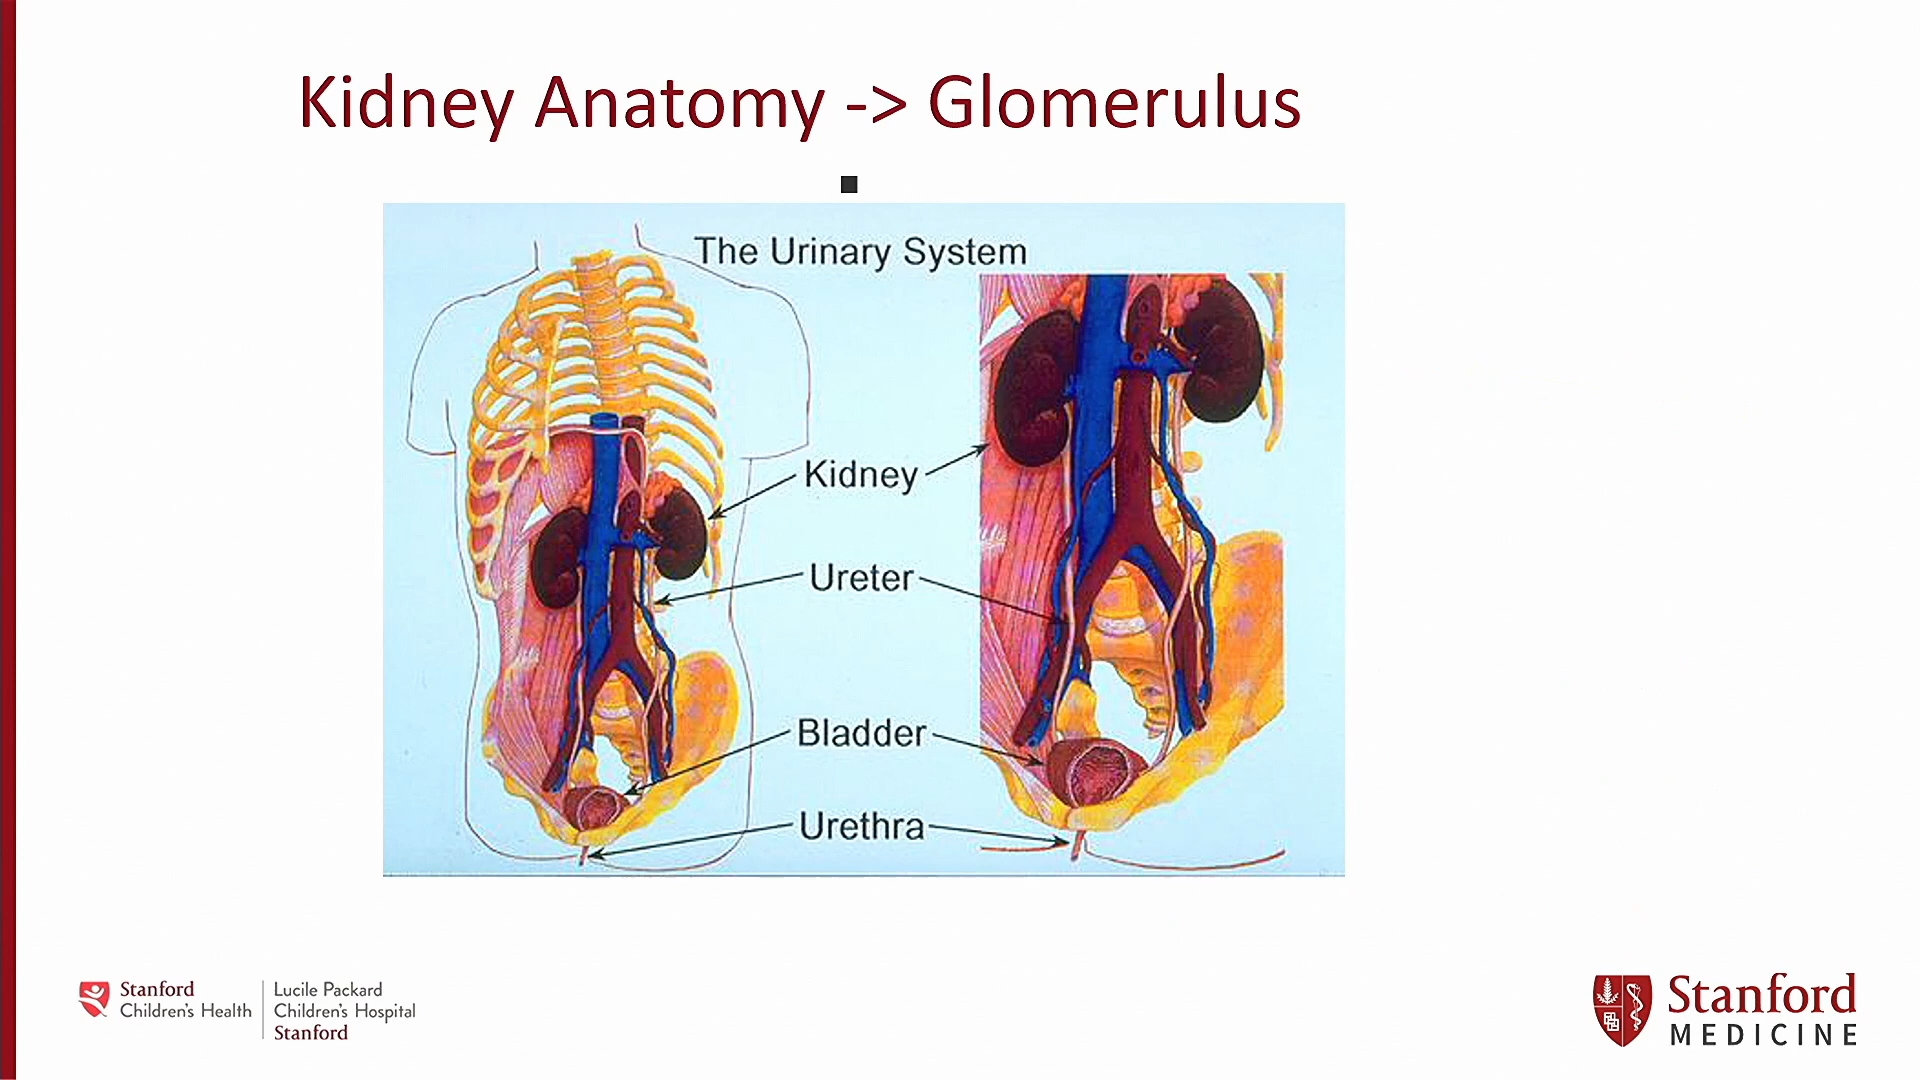 Kidney Anatomy -> Glomerulus
The Urinary System
Kidney
Ureter
Bladder
Urethra
Stanford
Children's Health
Lucile Packard
Children's Hospital
Stanford
Stanford
MEDICINE